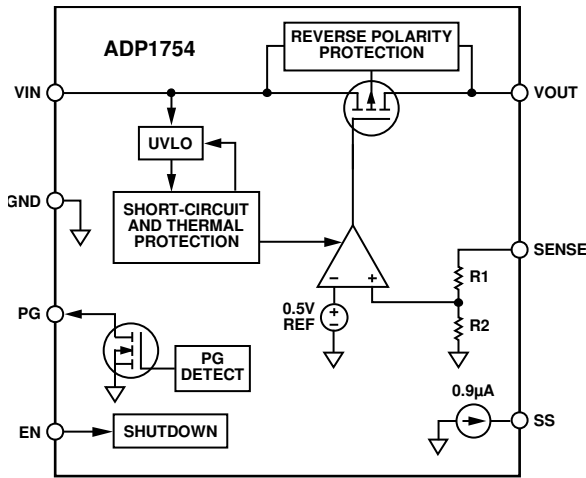 ADP1754
REVERSE POLARITY
PROTECTION
VIN
VOUT
UVLO
GND
SHORT-CIRCUIT
AND THERMAL
PROTECTION
SENSE
R1
– +
PG
0.5V
REF
+
–
R2
PG
DETECT
0.9µA
EN
SHUTDOWN
SS